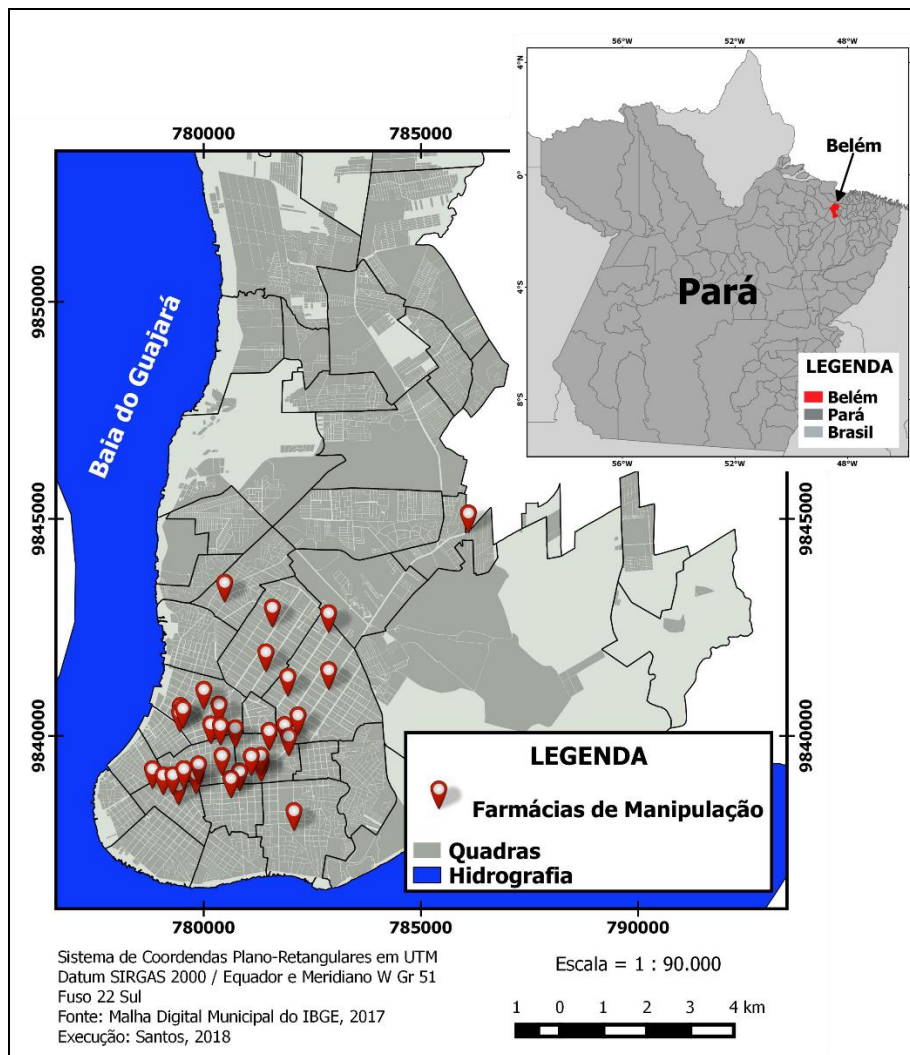 780000
785000
9850000
9845000
9840000
Baia do Guajará
56°W
52°W
48°W
4°N
0°
4°S
8°S
Belém
Pará
LEGENDA
Belém
Pará
Brasil
56°W
52°W
48°W
9845000
9840000
LEGENDA
Farmácias de Manipulação
Quadras
Hidrografia
780000
785000
790000
Sistema de Coordendas Plano-Retangulares em UTM
Datum SIRGAS 2000 / Equador e Meridiano W Gr 51
Fuso 22 Sul
Fonte: Malha Digital Municipal do IBGE, 2017
Execução: Santos, 2018
Escala = 1 : 90.000
1 0 1 2 3 4 km